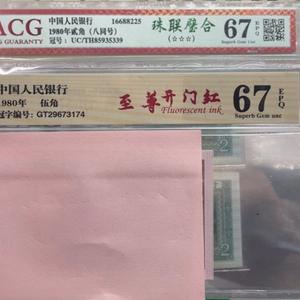 ACG
G GUARANTY
中国人民银行 16688225
1980年贰角(八同号)
冠号: UC/TH85935339
珠联璧合
(☆☆☆)
67 EPQ
Superb Gem Unc
中国人民银行
1980年 伍角
冠字编号: GT29673174
至尊开门红
Fluorescent ink
67 EPQ
Superb Gem unc
2
2